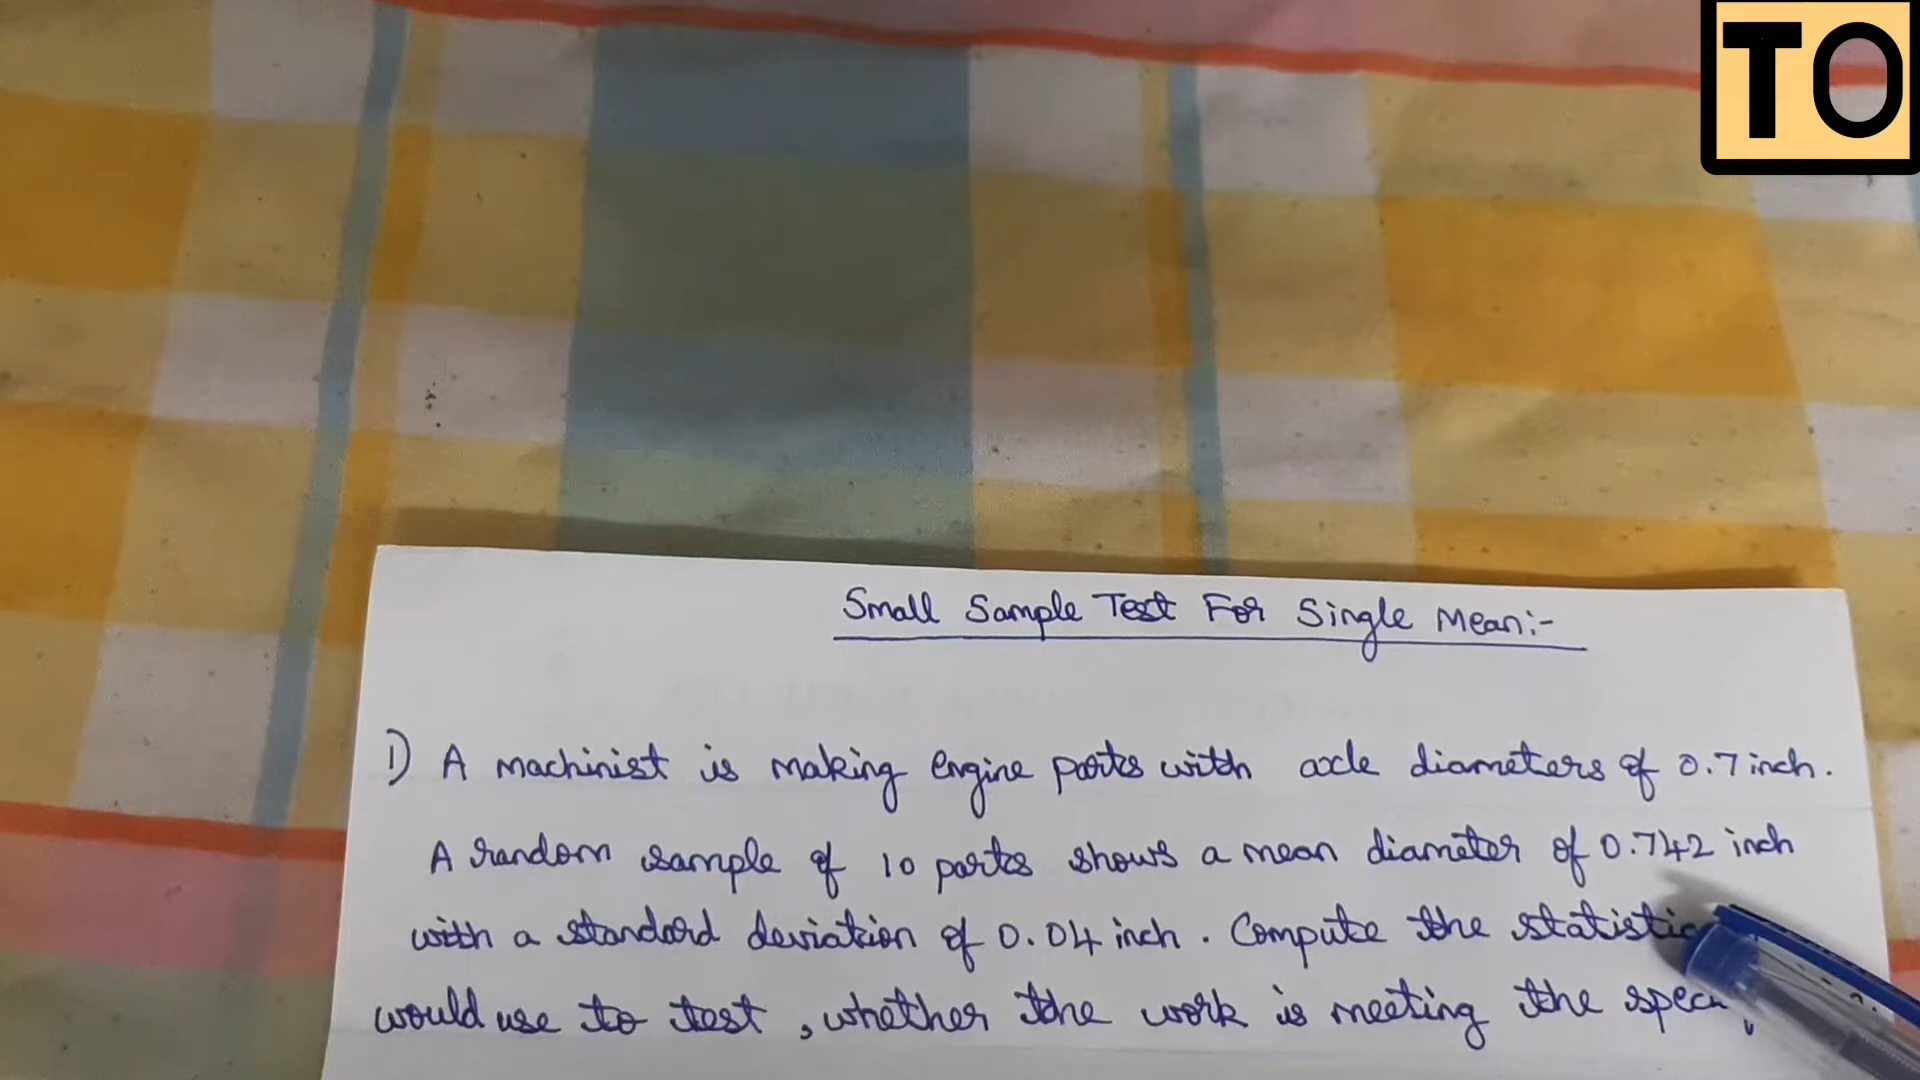 TO
Small Sample Test For Single Mean:-
1) A machinist is making engine parts with axle diameters of 0.7 inch.
A random sample of 10 parts shows a mean diameter of 0.742 inch
with a standard deviation of 0.04 inch. Compute the
would use to test, whether the work is meeting the